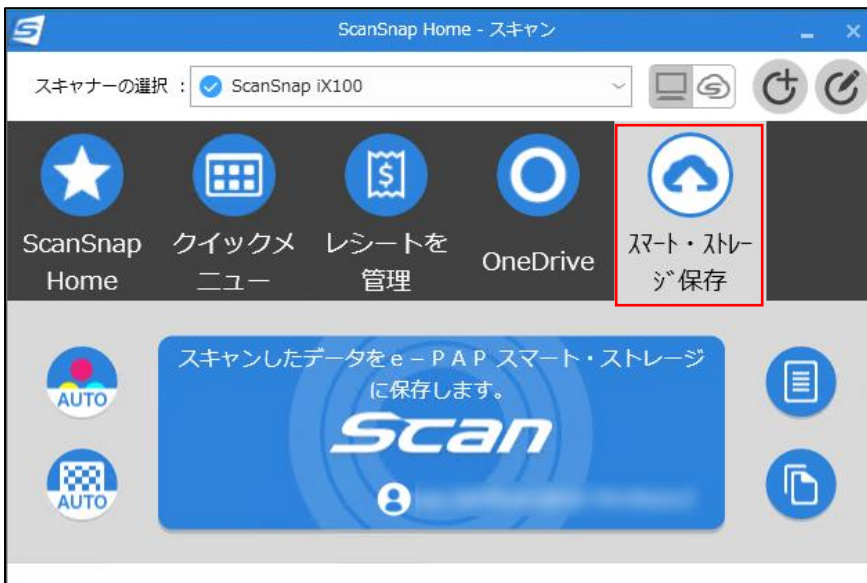 ScanSnap Home - スキャン
スキャナーの選択 : ScanSnap iX100
ScanSnap
Home
クイックメ
ニュー
レシートを
管理
OneDrive
ｽﾏｰﾄ・ｽﾄﾚｰ
ｼﾞ保存
AUTO
スキャンしたデータをｅ－ＰＡＰ スマート・ストレージ
に保存します。
Scan
AUTO